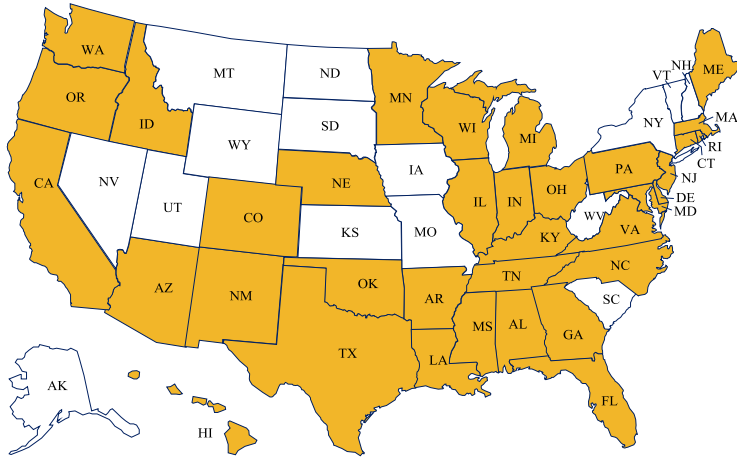 WA
MT
ND
MN
VT
NH
ME
OR
ID
SD
WI
MI
NY
MA
WY
RI
CT
CA
NV
UT
NE
IA
IL
IN
OH
PA
NJ
DE
MD
CO
KS
MO
KY
WV
VA
AZ
NM
OK
AR
TN
NC
SC
MS
AL
GA
TX
LA
FL
AK
HI